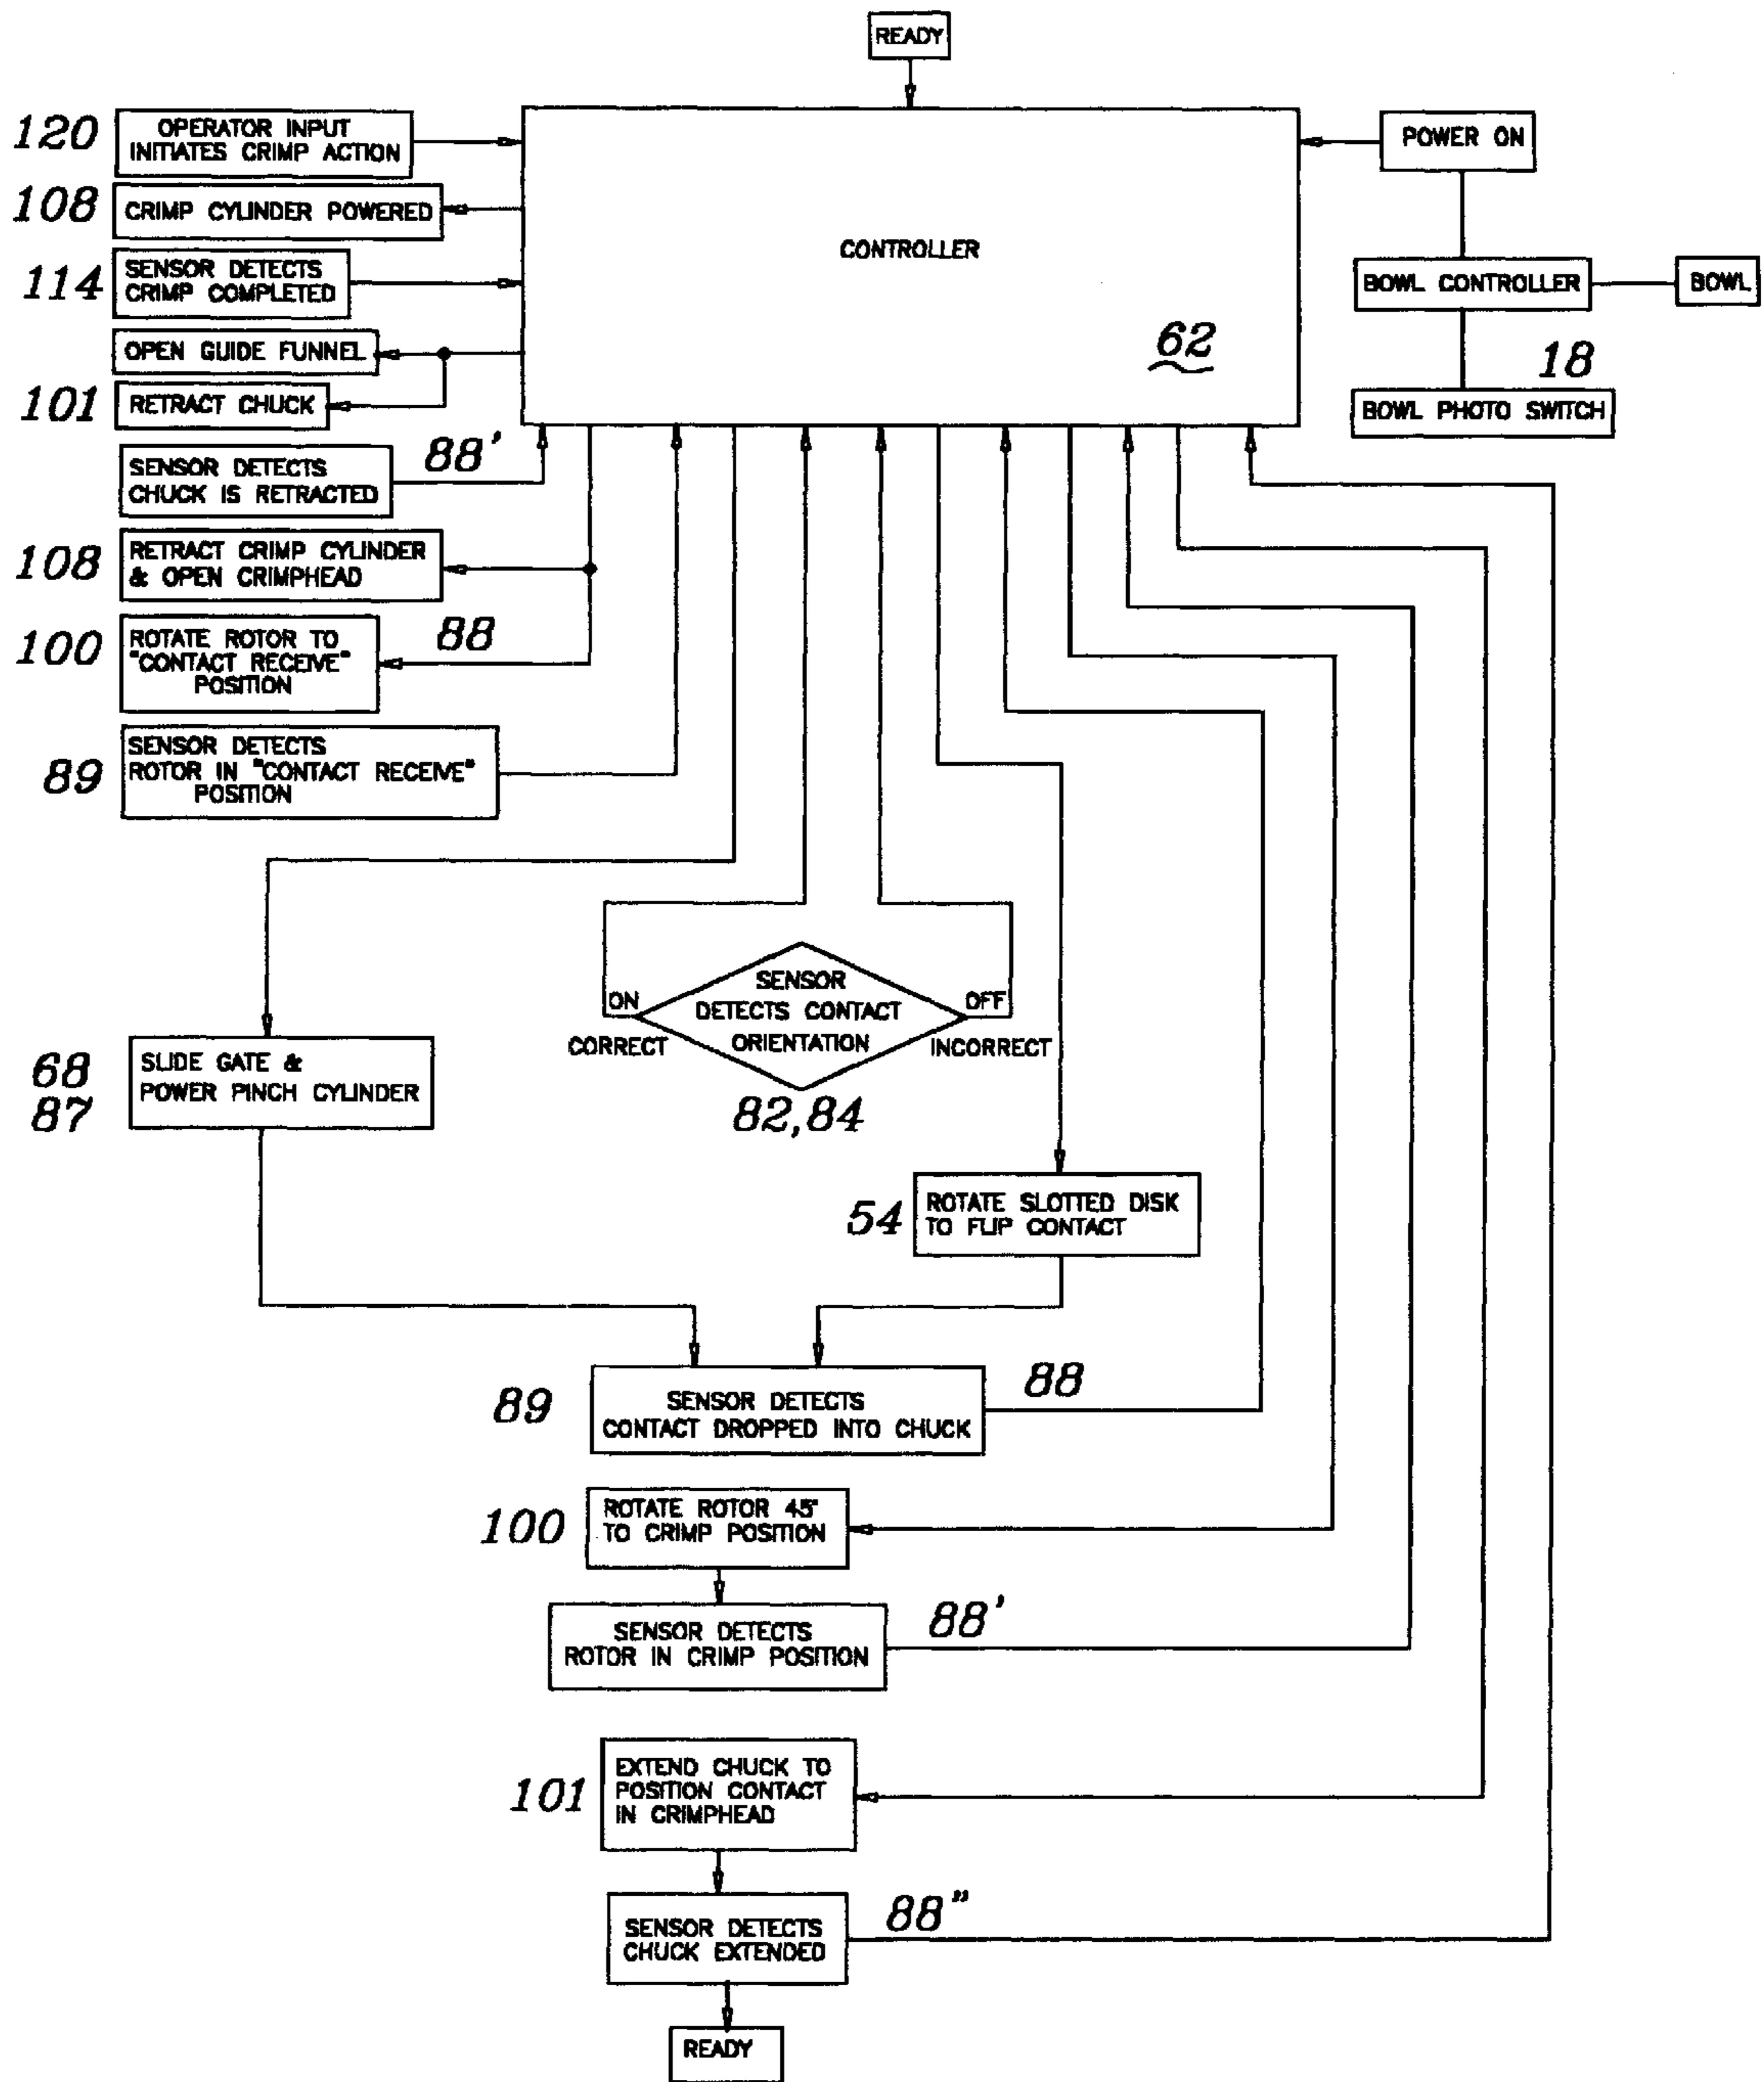 READY
120
OPERATOR INPUT
INITIATES CRIMP ACTION
108
CRIMP CYLINDER POWERED
114
SENSOR DETECTS
CRIMP COMPLETED
OPEN GUIDE FUNNEL
101
RETRACT CHUCK
CONTROLLER
62
POWER ON
BOWL CONTROLLER
BOWL
18
BOWL PHOTO SWITCH
SENSOR DETECTS
CHUCK IS RETRACTED
88'
108
RETRACT CRIMP CYLINDER
& OPEN CRIMPHEAD
100
ROTATE ROTOR TO
"CONTACT RECEIVE"
POSITION
88
89
SENSOR DETECTS
ROTOR IN "CONTACT RECEIVE"
POSITION
SENSOR
DETECTS CONTACT
ORIENTATION
ON
CORRECT
OFF
INCORRECT
82,84
68
87
SLIDE GATE &
POWER PINCH CYLINDER
54
ROTATE SLOTTED DISK
TO FLIP CONTACT
89
SENSOR DETECTS
CONTACT DROPPED INTO CHUCK
88
100
ROTATE ROTOR 45°
TO CRIMP POSITION
SENSOR DETECTS
ROTOR IN CRIMP POSITION
88'
101
EXTEND CHUCK TO
POSITION CONTACT
IN CRIMPHEAD
SENSOR DETECTS
CHUCK EXTENDED
88"
READY